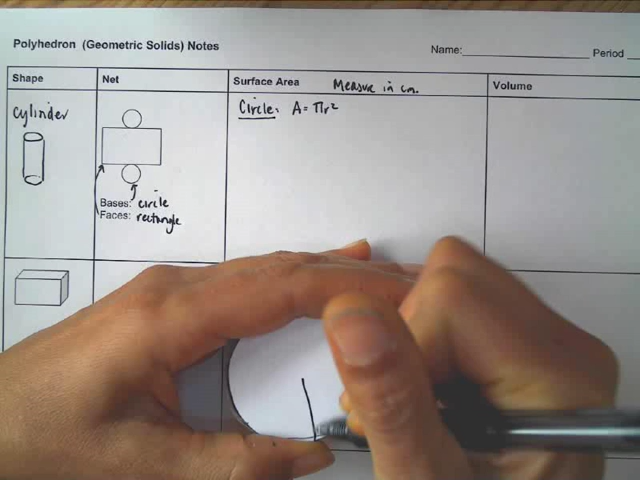 Polyhedron (Geometric Solids) Notes
Name: Period
Shape
Net
Surface Area Measure in cm.
Volume
Cylinder
Circle: A = πr²
Bases: circle
Faces: rectangle